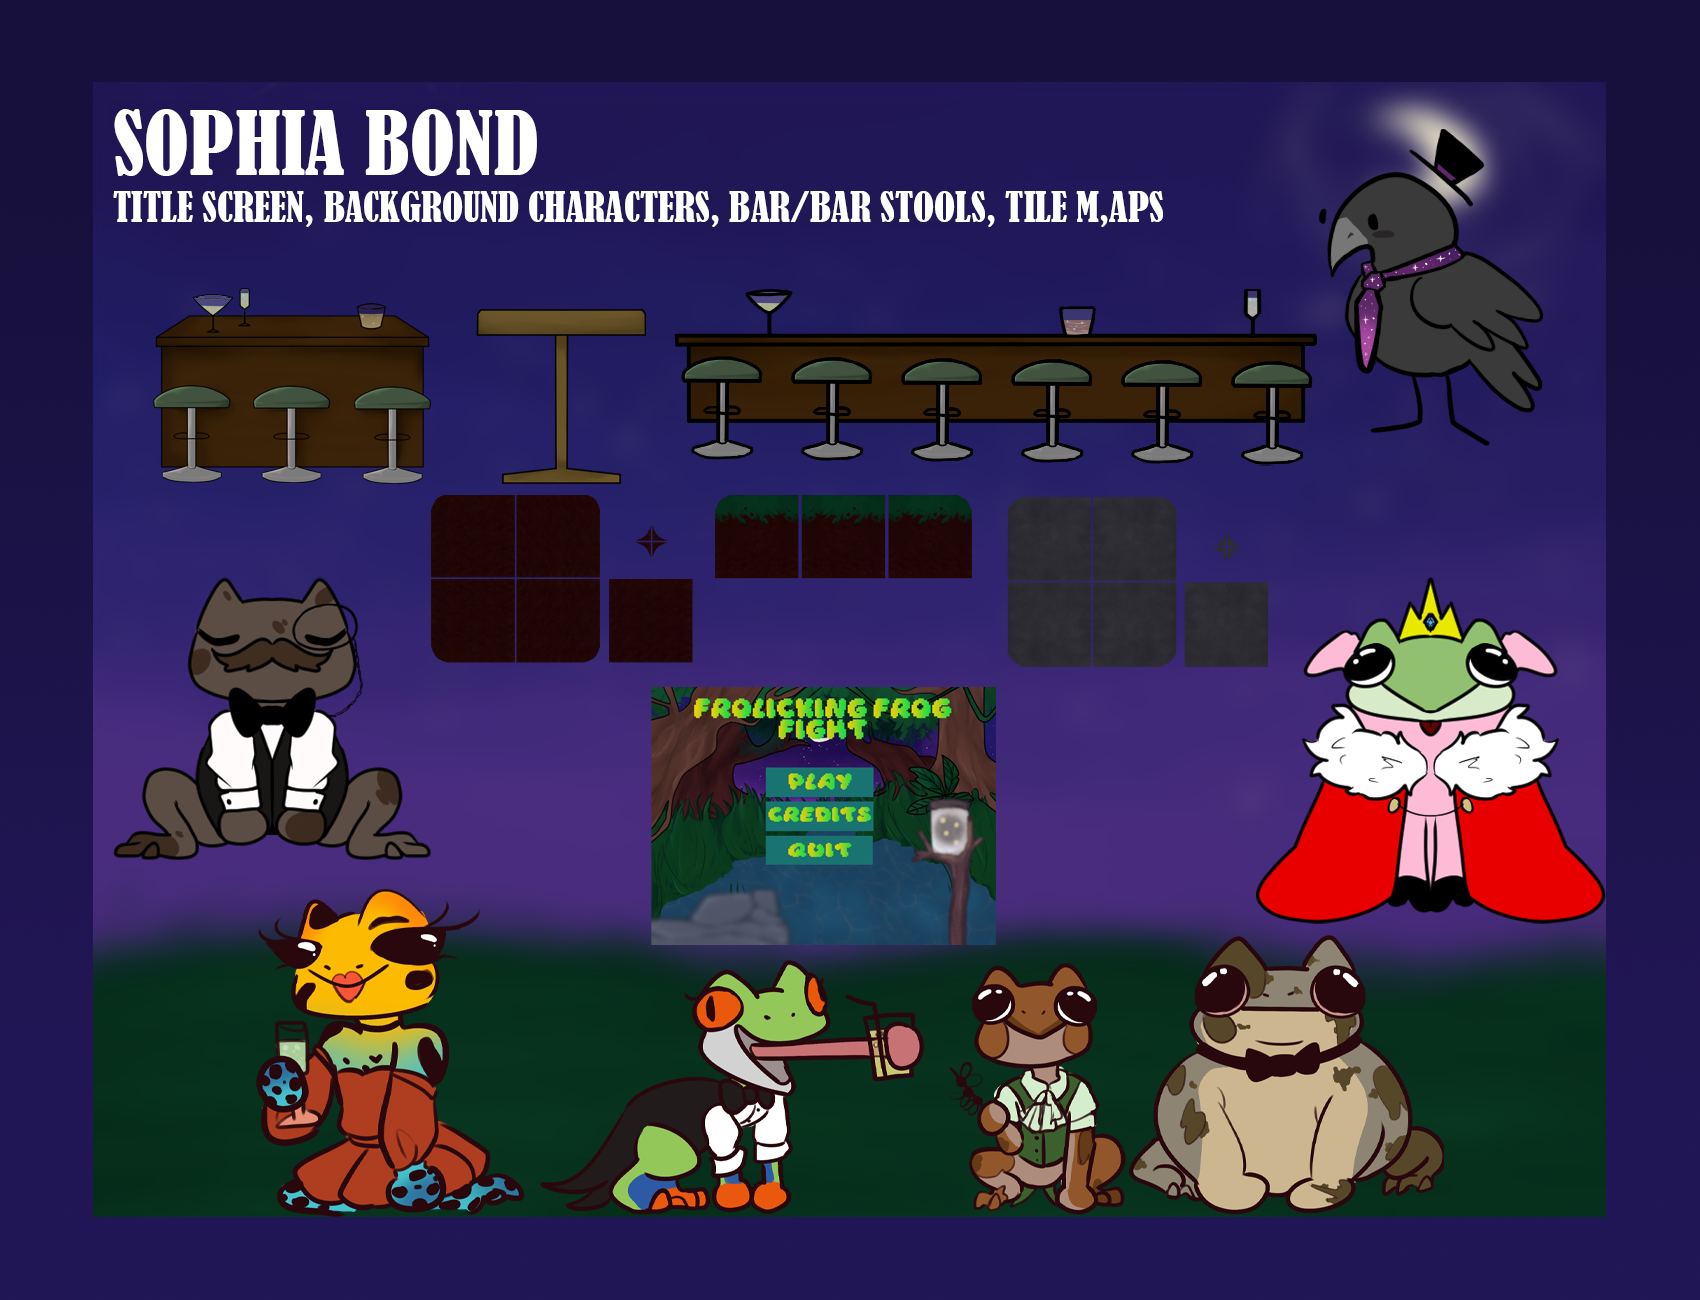 SOPHIA BOND
TITLE SCREEN, BACKGROUND CHARACTERS, BAR/BAR STOOLS, TILE M,APS
FROLICKING FROG
FIGHT
PLAY
CREDITS
QUIT